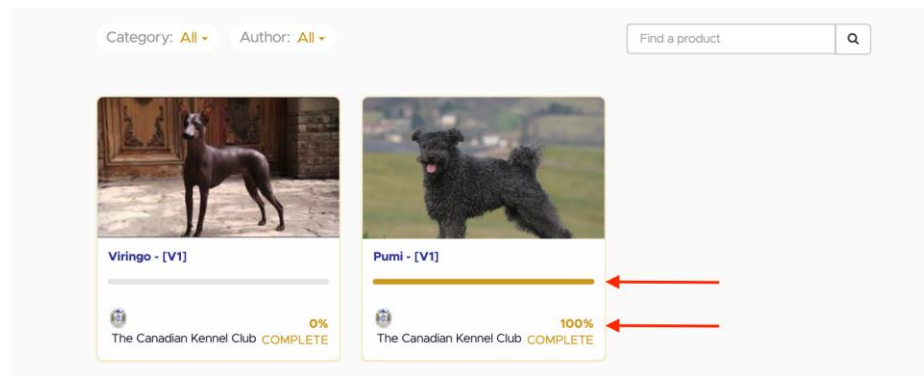 Category: All Author: All Find a product
Viringo - [V1] Pumi - [V1]
0% 100%
The Canadian Kennel Club COMPLETE The Canadian Kennel Club COMPLETE